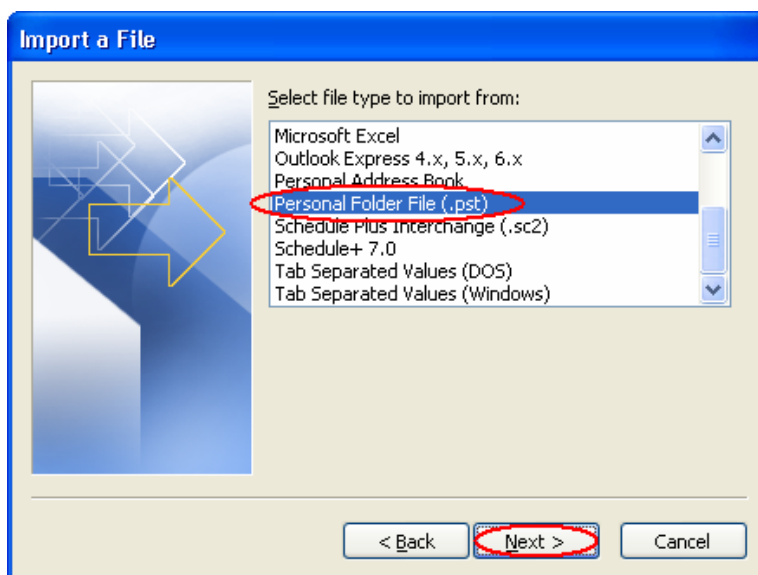 Import a File
Select file type to import from:
Microsoft Excel
Outlook Express 4.x, 5.x, 6.x
Personal Address Book
Personal Folder File (.pst)
Schedule Plus Interchange (.sc2)
Schedule+ 7.0
Tab Separated Values (DOS)
Tab Separated Values (Windows)
< Back Next > Cancel